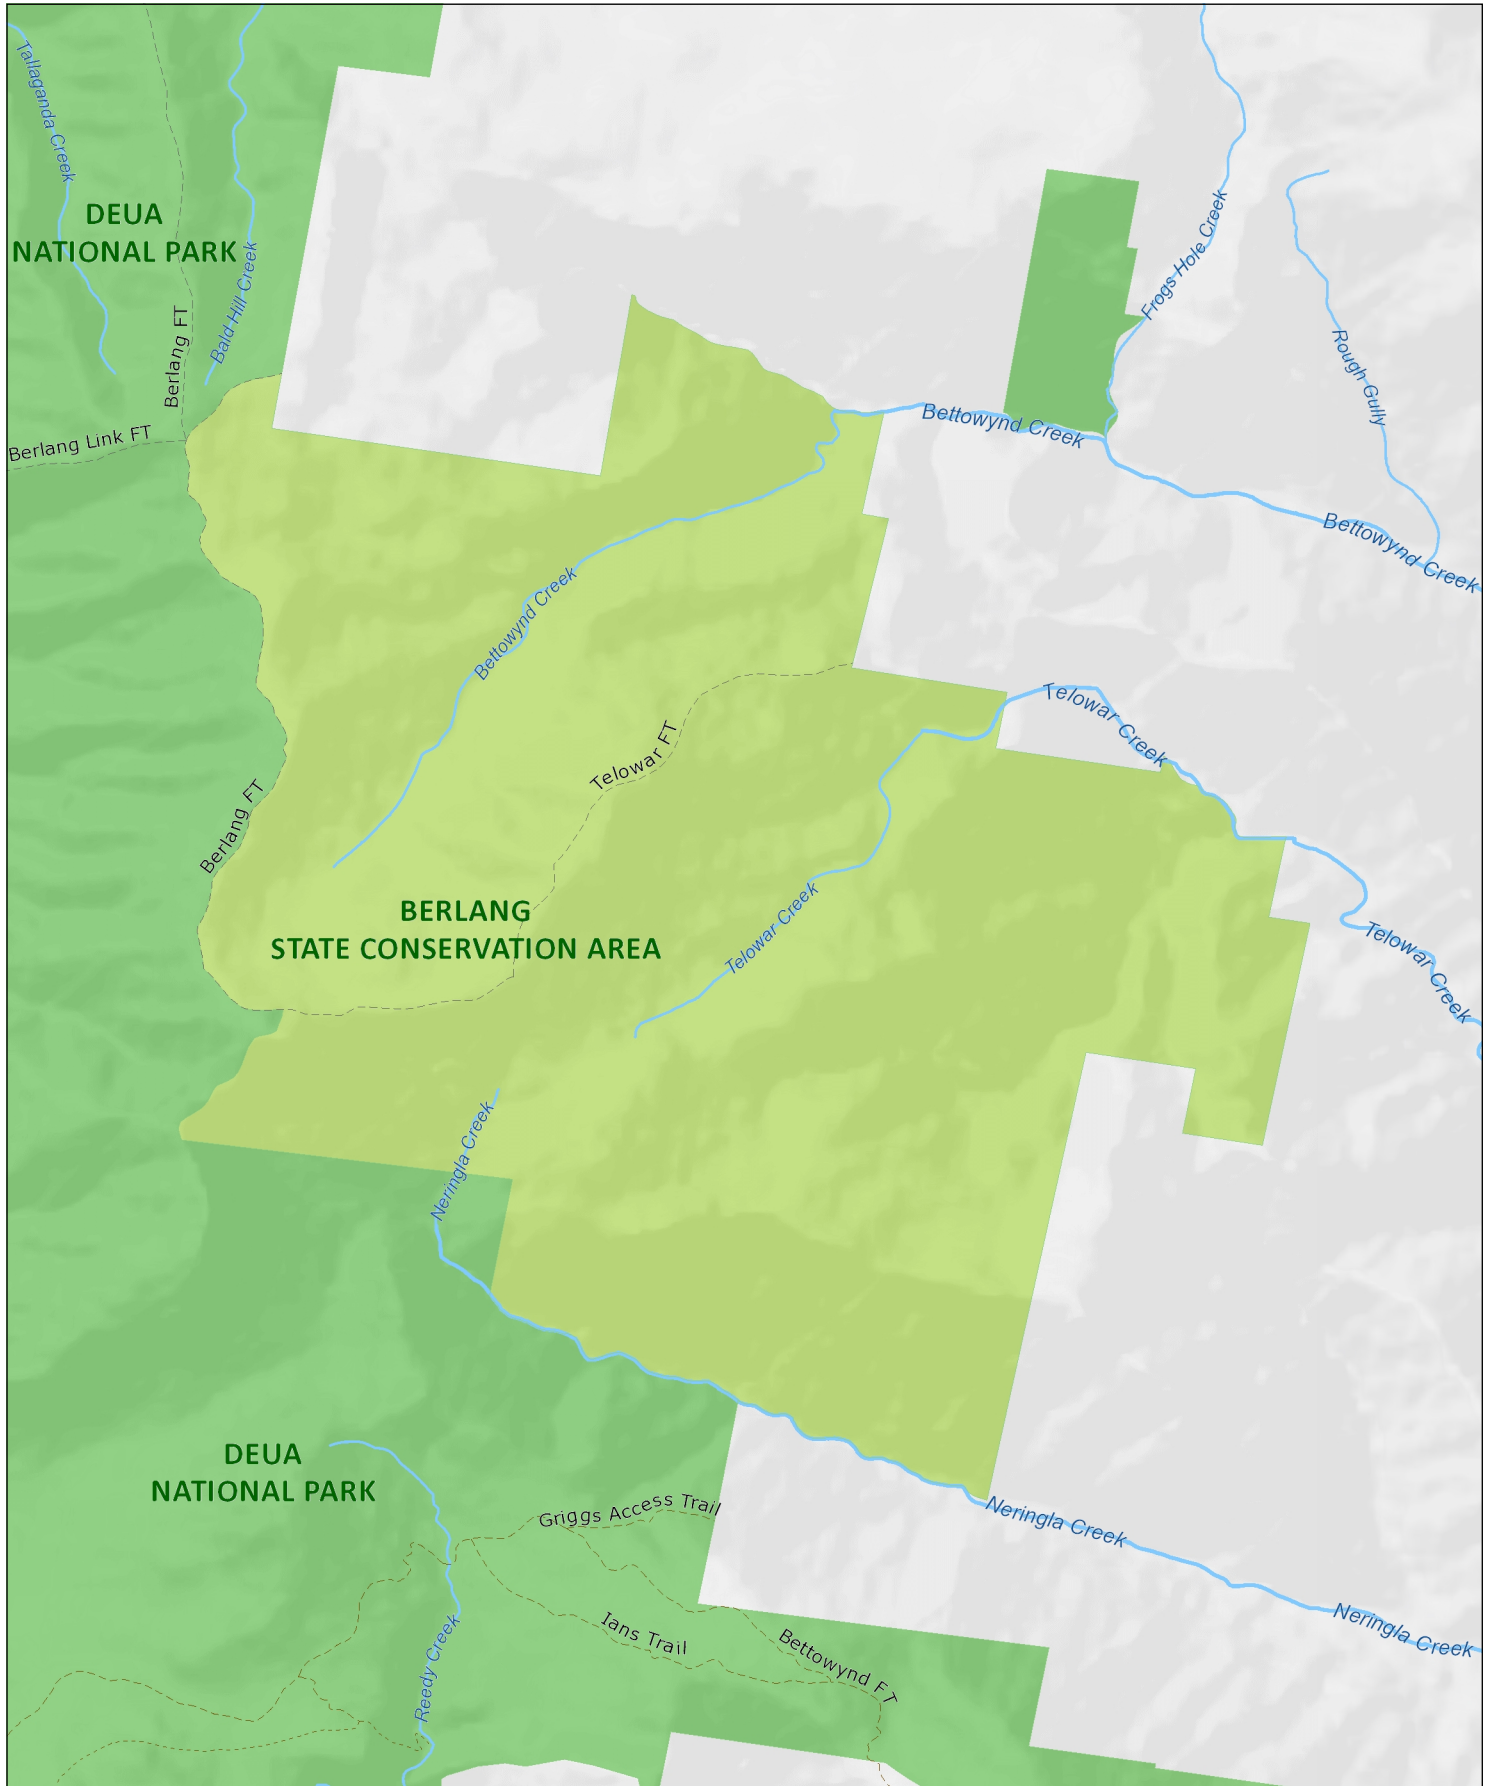 Tallaganda Creek
DEUA
NATIONAL PARK
Bald Hill Creek
Berlang FT
Berlang Link FT
Frogs Hole Creek
Rough Gully
Bettowynd Creek
Bettowynd Creek
Bettowynd Creek
Telowar Creek
Telowar FT
Berlang FT
BERLANG
STATE CONSERVATION AREA
Telowar Creek
Telowar Creek
Neringla Creek
DEUA
NATIONAL PARK
Griggs Access Trail
Neringla Creek
Neringla Creek
Ians Trail
Bettowynd FT
Reedy Creek